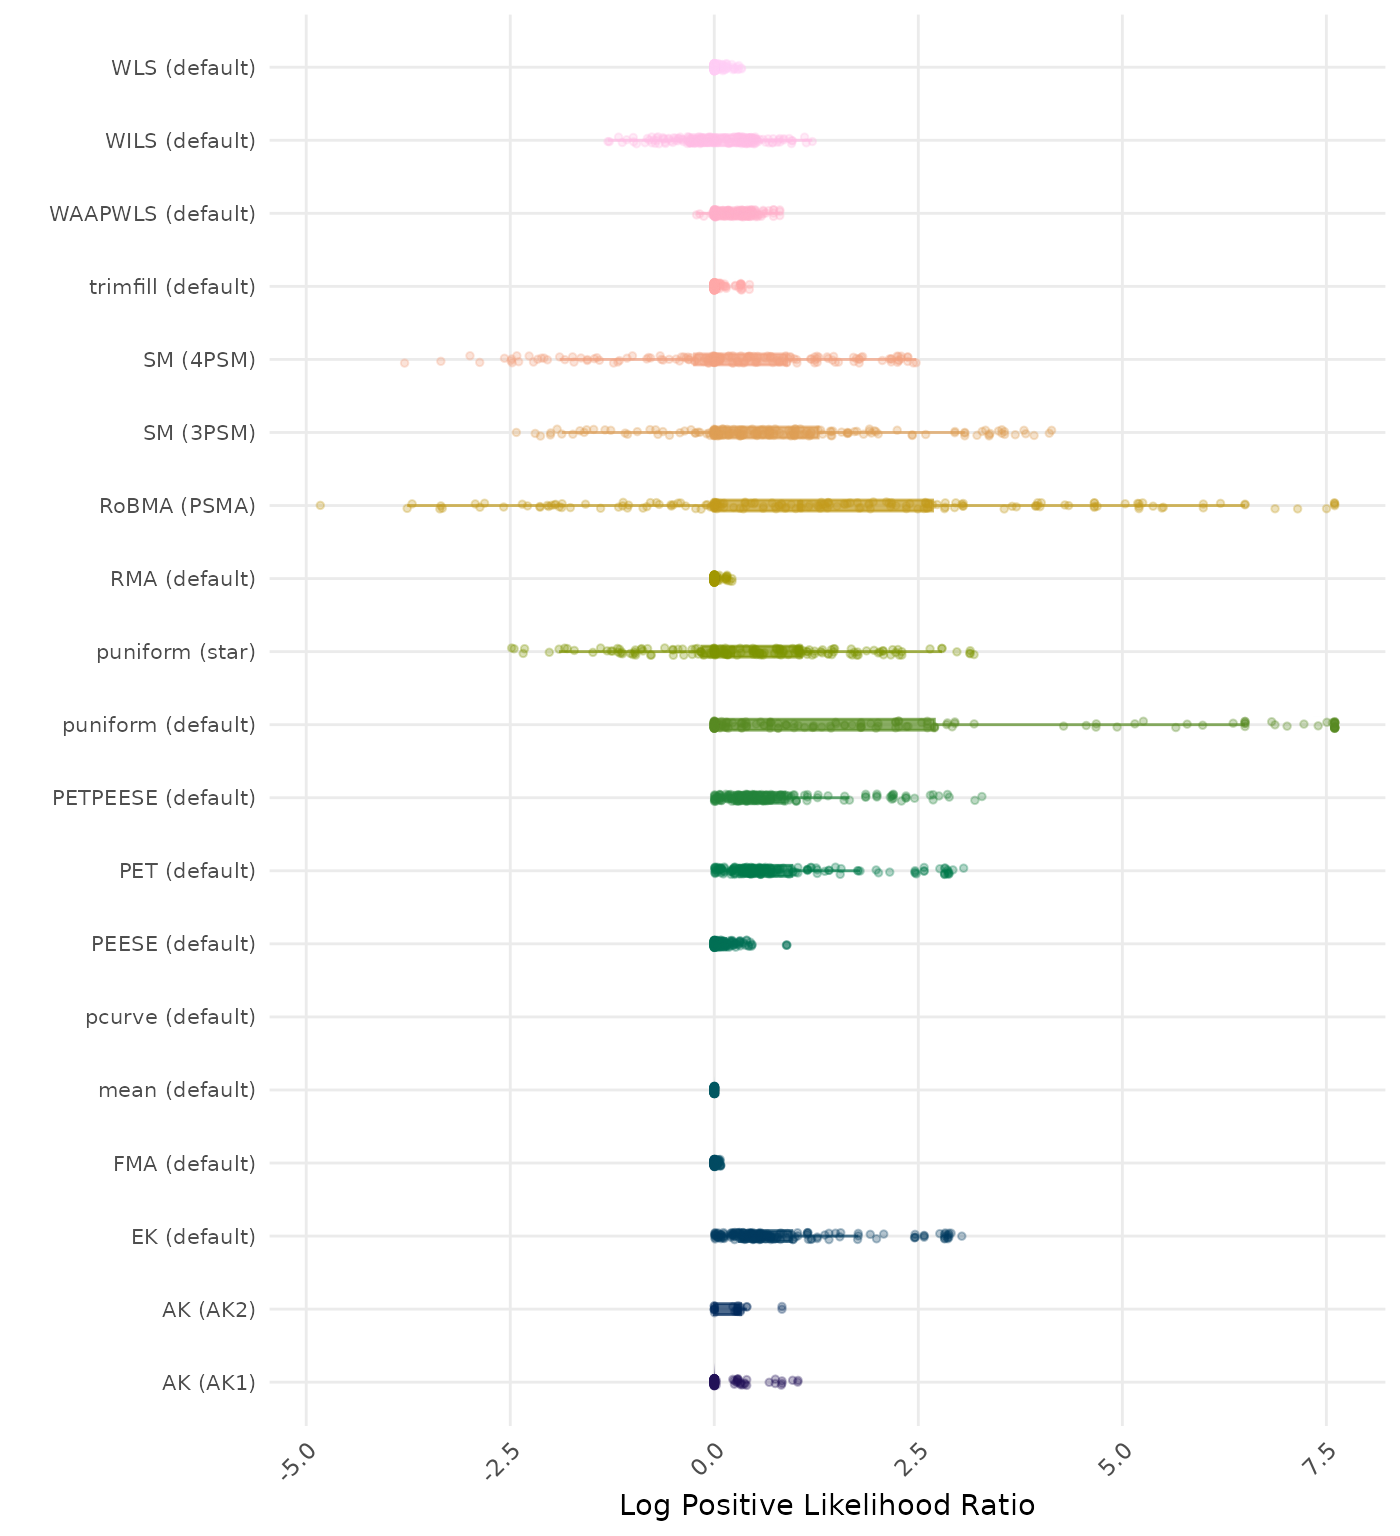 WLS (default)
WILS (default)
WAAPWLS (default)
trimfill (default)
SM (4PSM)
SM (3PSM)
RoBMA (PSMA)
RMA (default)
puniform (star)
puniform (default)
PETPEESE (default)
PET (default)
PEESE (default)
pcurve (default)
mean (default)
FMA (default)
EK (default)
AK (AK2)
AK (AK1)
-5.0
-2.5
0.0
2.5
5.0
7.5
Log Positive Likelihood Ratio